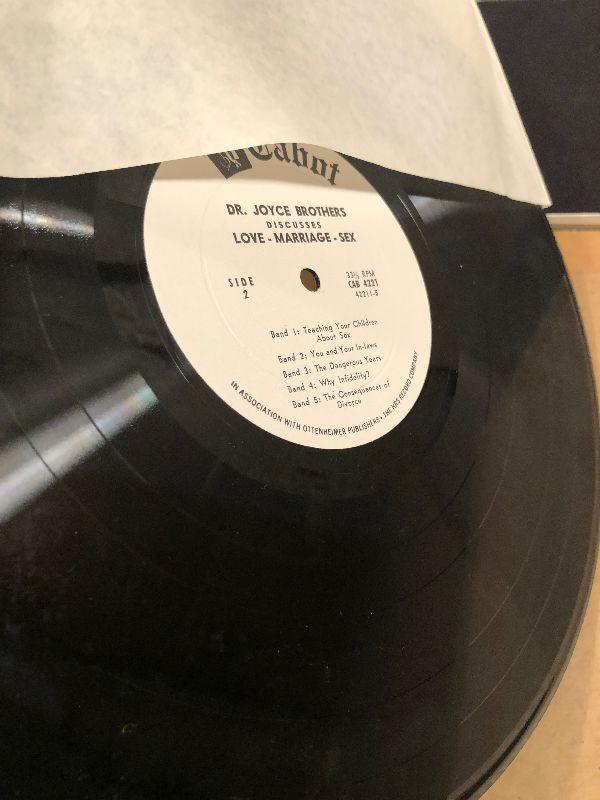 Cabot
DR. JOYCE BROTHERS
DISCUSSES
LOVE - MARRIAGE - SEX
SIDE
2
33⅓ RPM
CAB 4221
42211-B
Band 1: Teaching Your Children
About Sex
Band 2: You and Your In-laws
Band 3: The Dangerous Years
Band 4: Why Infidelity?
Band 5: The Consequences of
Divorce
IN ASSOCIATION WITH OTTENHEIMER PUBLISHERS • THE HBS RECORD COMPANY